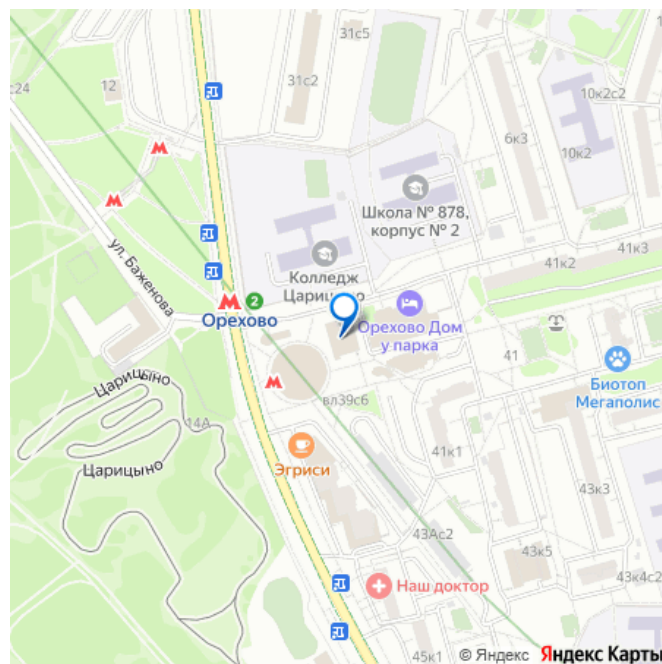 31с5
31с2
с24
12
10к2с2
6к3
10к2
Школа № 878,
корпус № 2
ул. Баженова
Колледж
Царицыно
41к3
41к2
2
Орехово
Орехово Дом
у парка
41
Биотоп
Мегаполис
Царицыно
вл39с6
14А
Эгриси
41к1
Царицыно
43к3
43Ас2
43к5
Наш доктор
43к4с2
45к1
© Яндекс Яндекс Карты